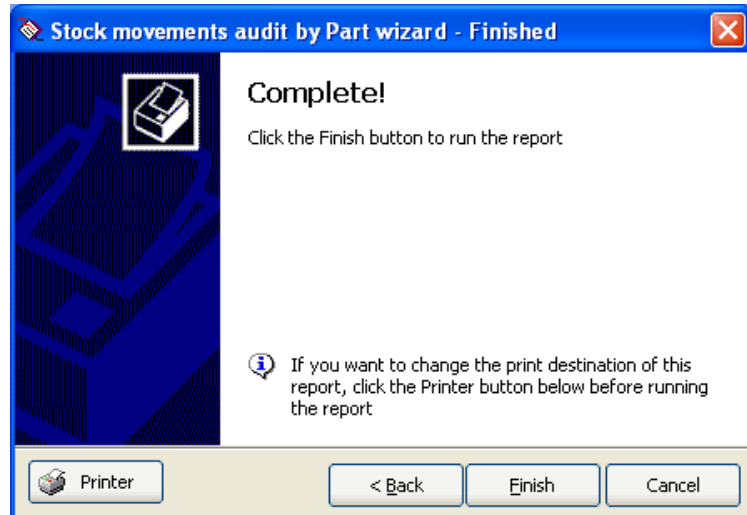 Stock movements audit by Part wizard - Finished
Complete!
Click the Finish button to run the report
If you want to change the print destination of this
report, click the Printer button below before running
the report
Printer
< Back
Finish
Cancel